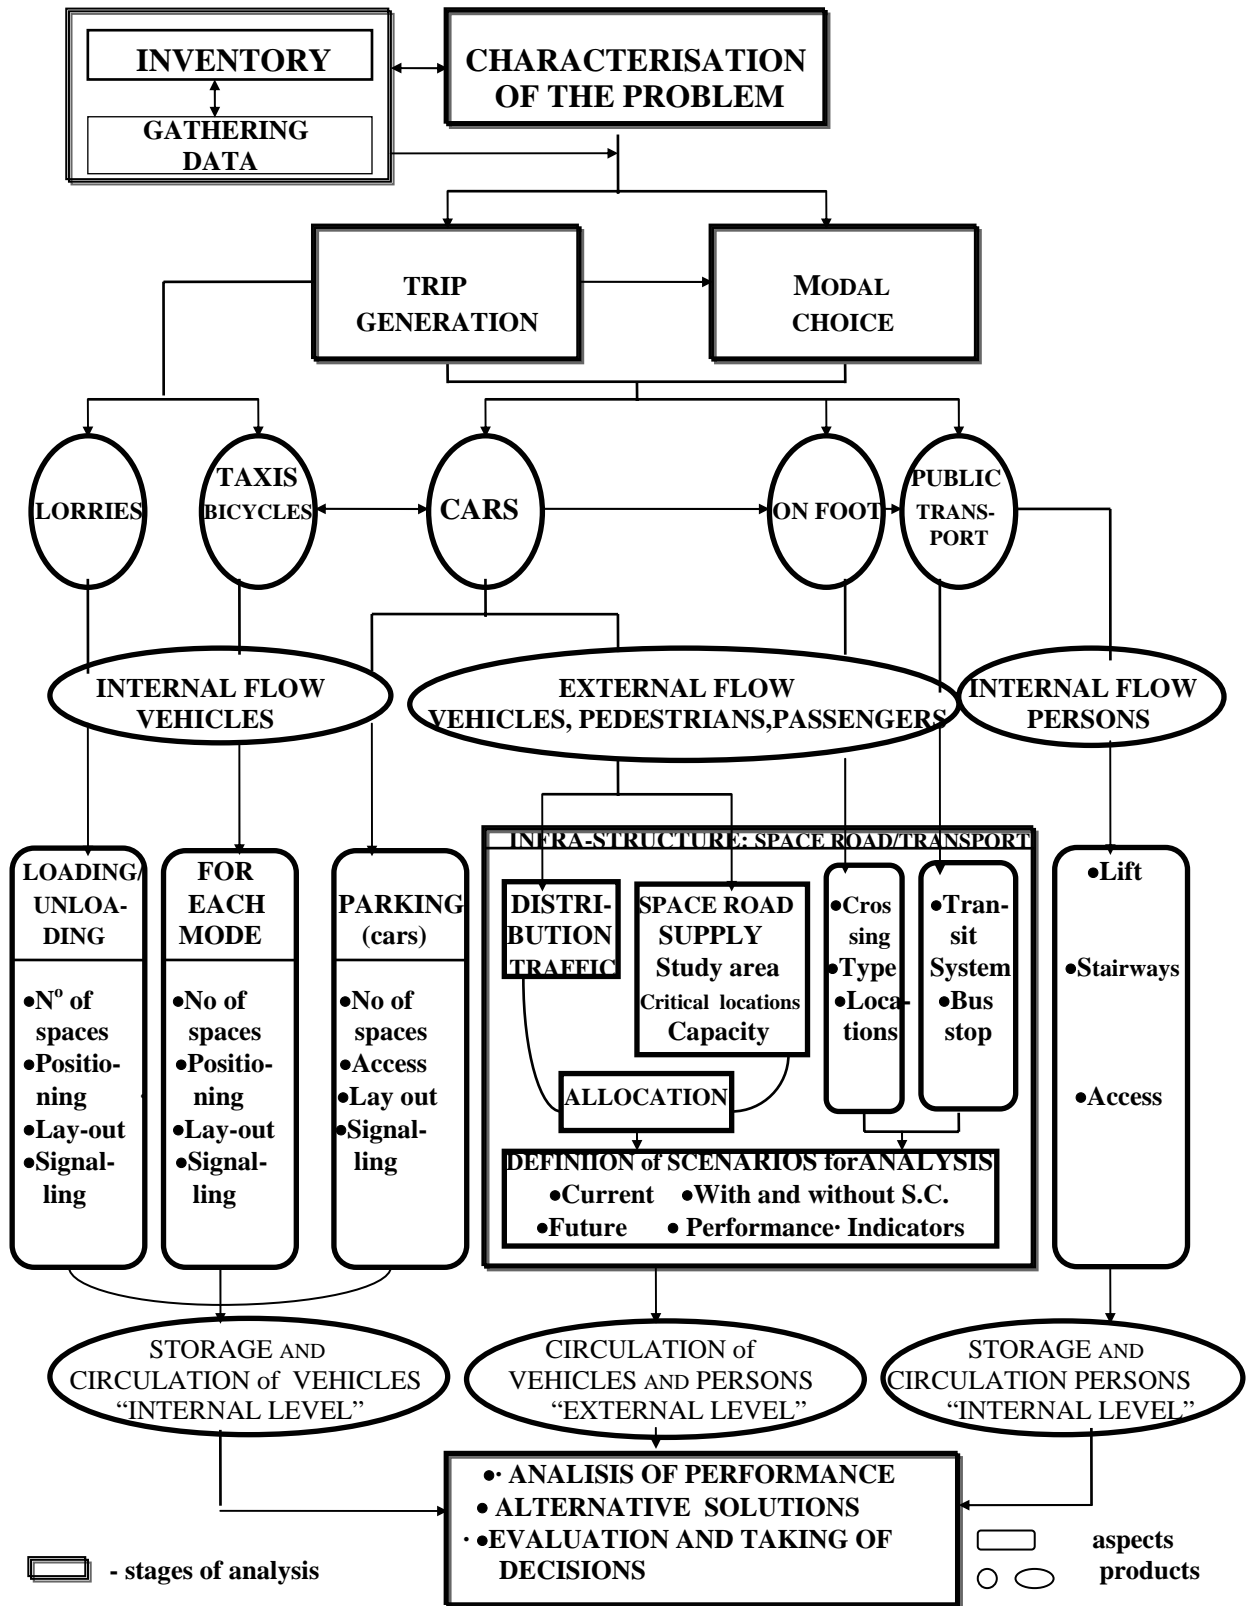 INVENTORY
GATHERING
DATA
CHARACTERISATION
OF THE PROBLEM
TRIP
GENERATION
MODAL
CHOICE
LORRIES
TAXIS
BICYCLES
CARS
ON FOOT
PUBLIC
TRANS-
PORT
INTERNAL FLOW
VEHICLES
EXTERNAL FLOW
VEHICLES, PEDESTRIANS,PASSENGERS
INTERNAL FLOW
PERSONS
LOADING/
UNLOA-
DING
●Nº of
spaces
●Positio-
ning
●Lay-out
●Signal-
ling
FOR
EACH
MODE
●No of
spaces
●Positio-
ning
●Lay-out
●Signal-
ling
PARKING
(cars)
●No of
spaces
●Access
●Lay out
●Signal-
ling
INFRA-STRUCTURE: SPACE ROAD/TRANSPORT
DISTRI-
BUTION
TRAFFIC
SPACE ROAD
SUPPLY
Study area
Critical locations
Capacity
●Cros
sing
●Type
●Loca-
tions
●Tran-
sit
System
●Bus
stop
ALLOCATION
DEFINIION of SCENARIOS forANALYSIS
●Current ●With and without S.C.
●Future ● Performance· Indicators
●Lift
●Stairways
●Access
STORAGE AND
CIRCULATION of VEHICLES
“INTERNAL LEVEL”
CIRCULATION of
VEHICLES AND PERSONS
“EXTERNAL LEVEL”
STORAGE AND
CIRCULATION PERSONS
“INTERNAL LEVEL”
●· ANALISIS OF PERFORMANCE
● ALTERNATIVE SOLUTIONS
· ●EVALUATION AND TAKING OF
DECISIONS
- stages of analysis
aspects
products